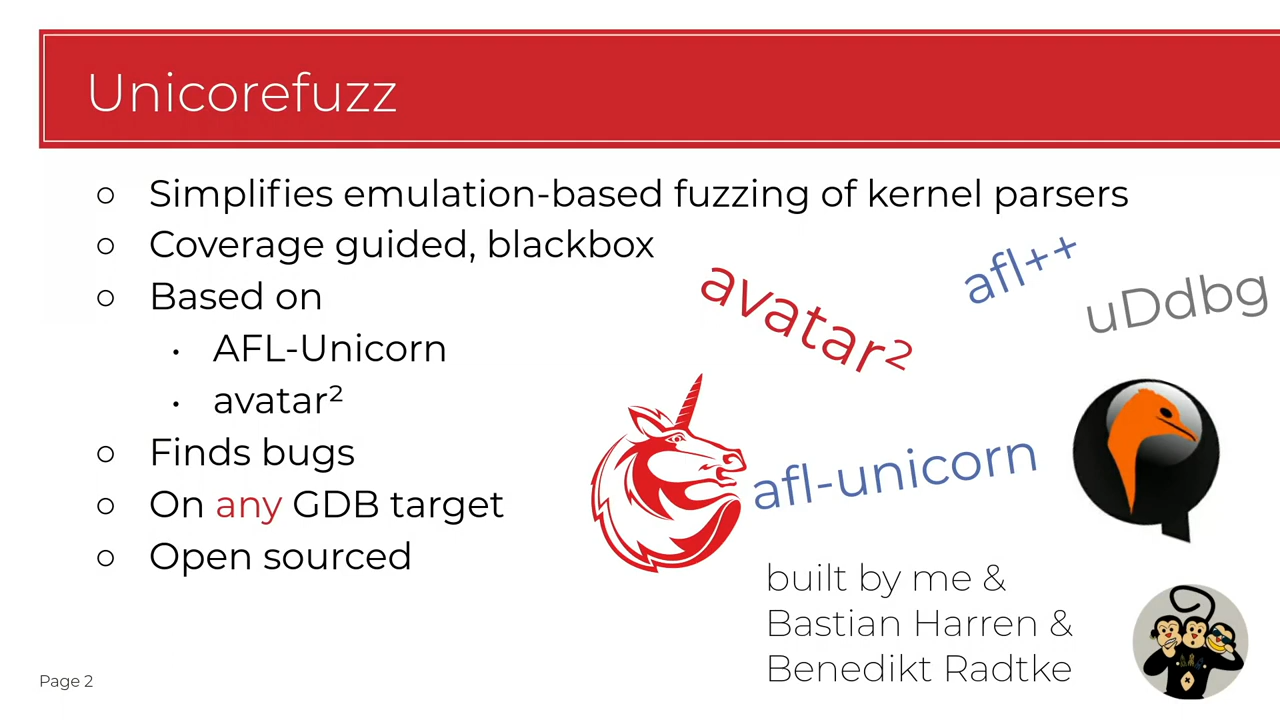 Unicorefuzz
○ Simplifies emulation-based fuzzing of kernel parsers
○ Coverage guided, blackbox
○ Based on
• AFL-Unicorn
• avatar²
○ Finds bugs
○ On any GDB target
○ Open sourced
avatar²
afl++
uDdbg
afl-unicorn
built by me &
Bastian Harren &
Benedikt Radtke
Page 2